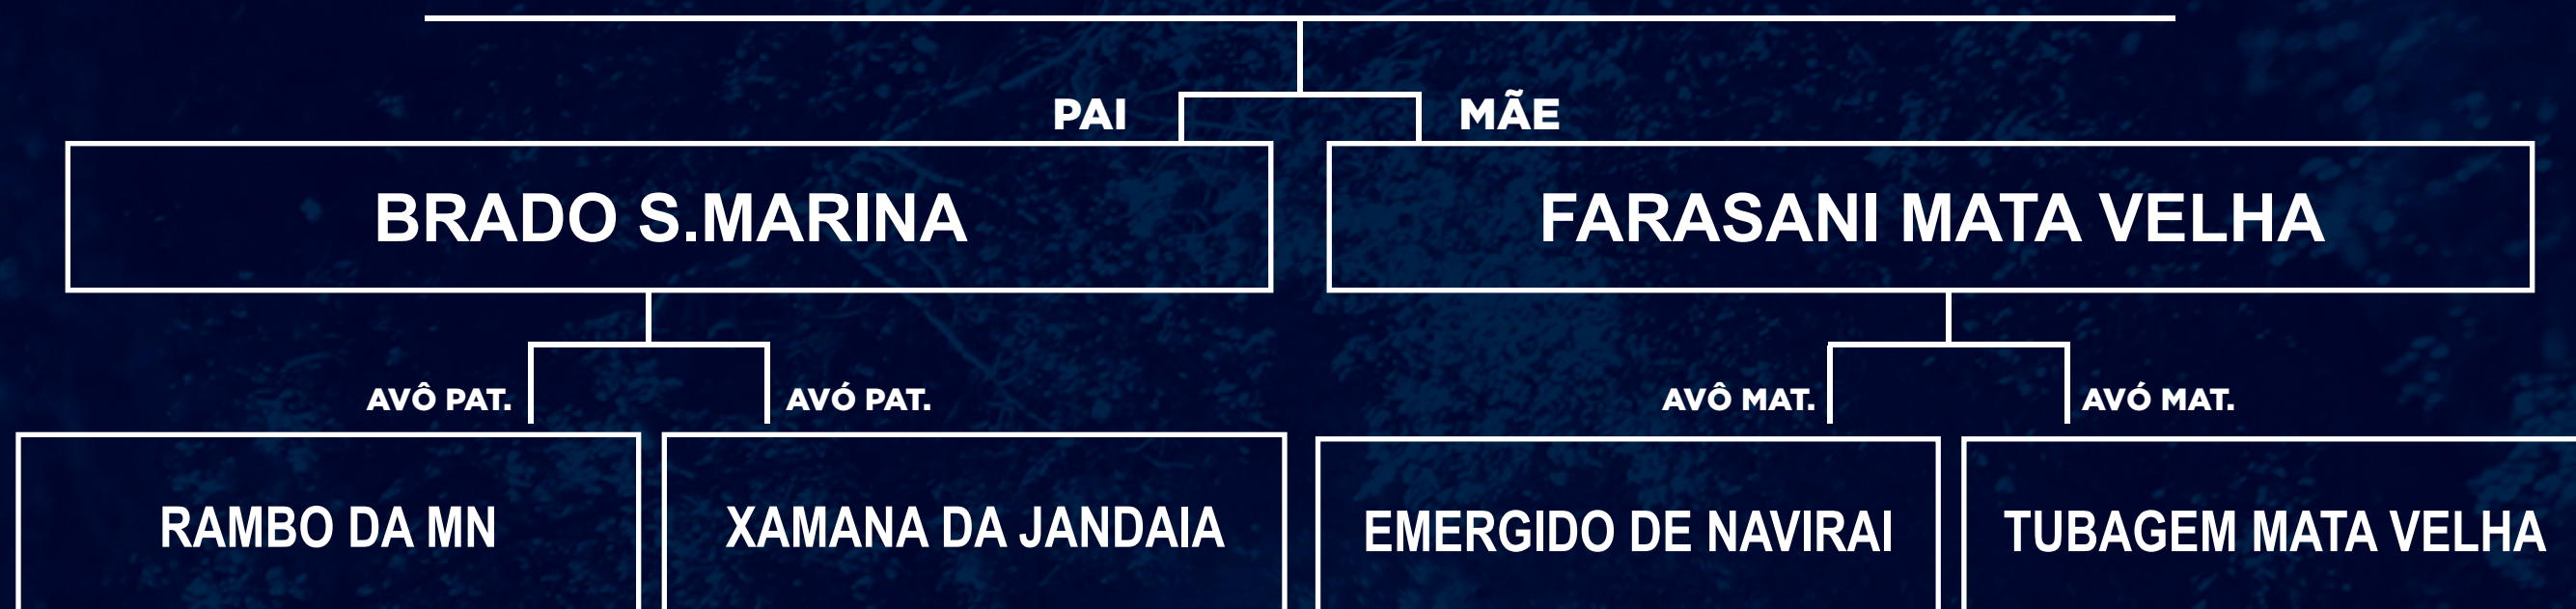 PAI
MÃE
BRADO S.MARINA
FARASANI MATA VELHA
AVÔ PAT.
AVÓ PAT.
AVÔ MAT.
AVÓ MAT.
RAMBO DA MN
XAMANA DA JANDAIA
EMERGIDO DE NAVIRAI
TUBAGEM MATA VELHA